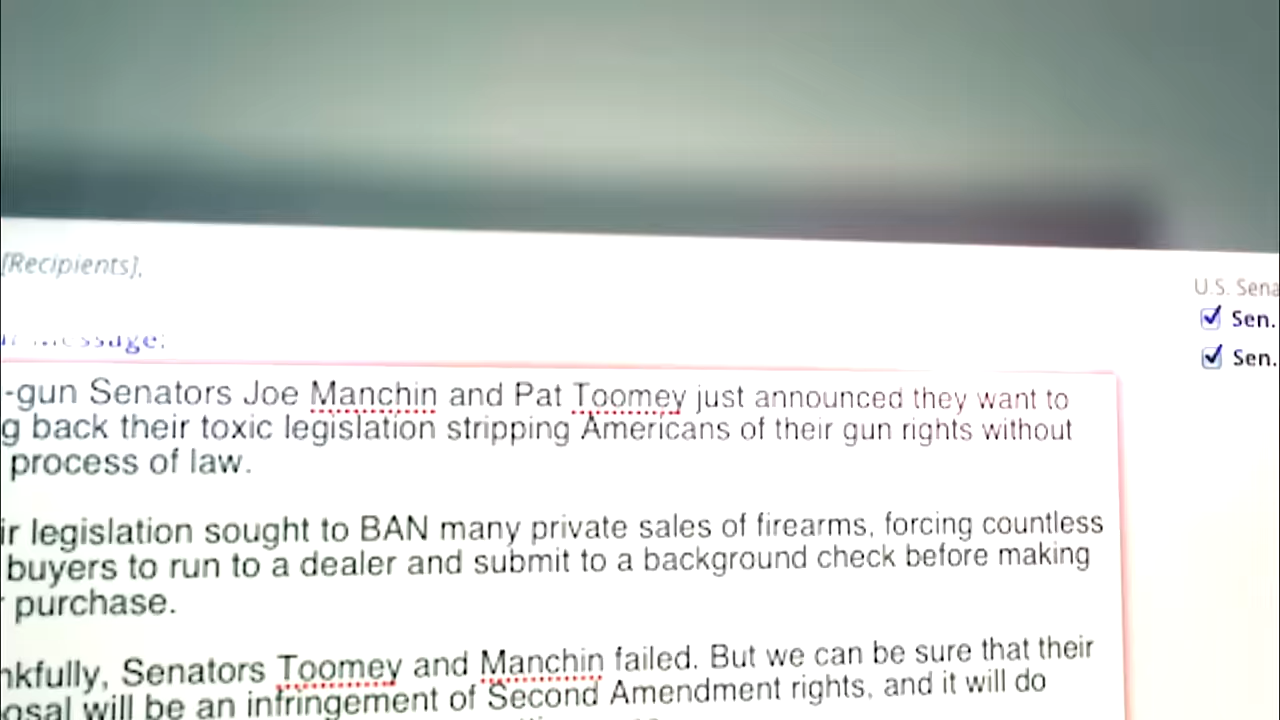 [Recipients],
U.S. Sena
Sen.
Sen.
-gun Senators Joe Manchin and Pat Toomey just announced they want to
g back their toxic legislation stripping Americans of their gun rights without
process of law.
ir legislation sought to BAN many private sales of firearms, forcing countless
buyers to run to a dealer and submit to a background check before making
purchase.
nkfully, Senators Toomey and Manchin failed. But we can be sure that their
osal will be an infringement of Second Amendment rights, and it will do